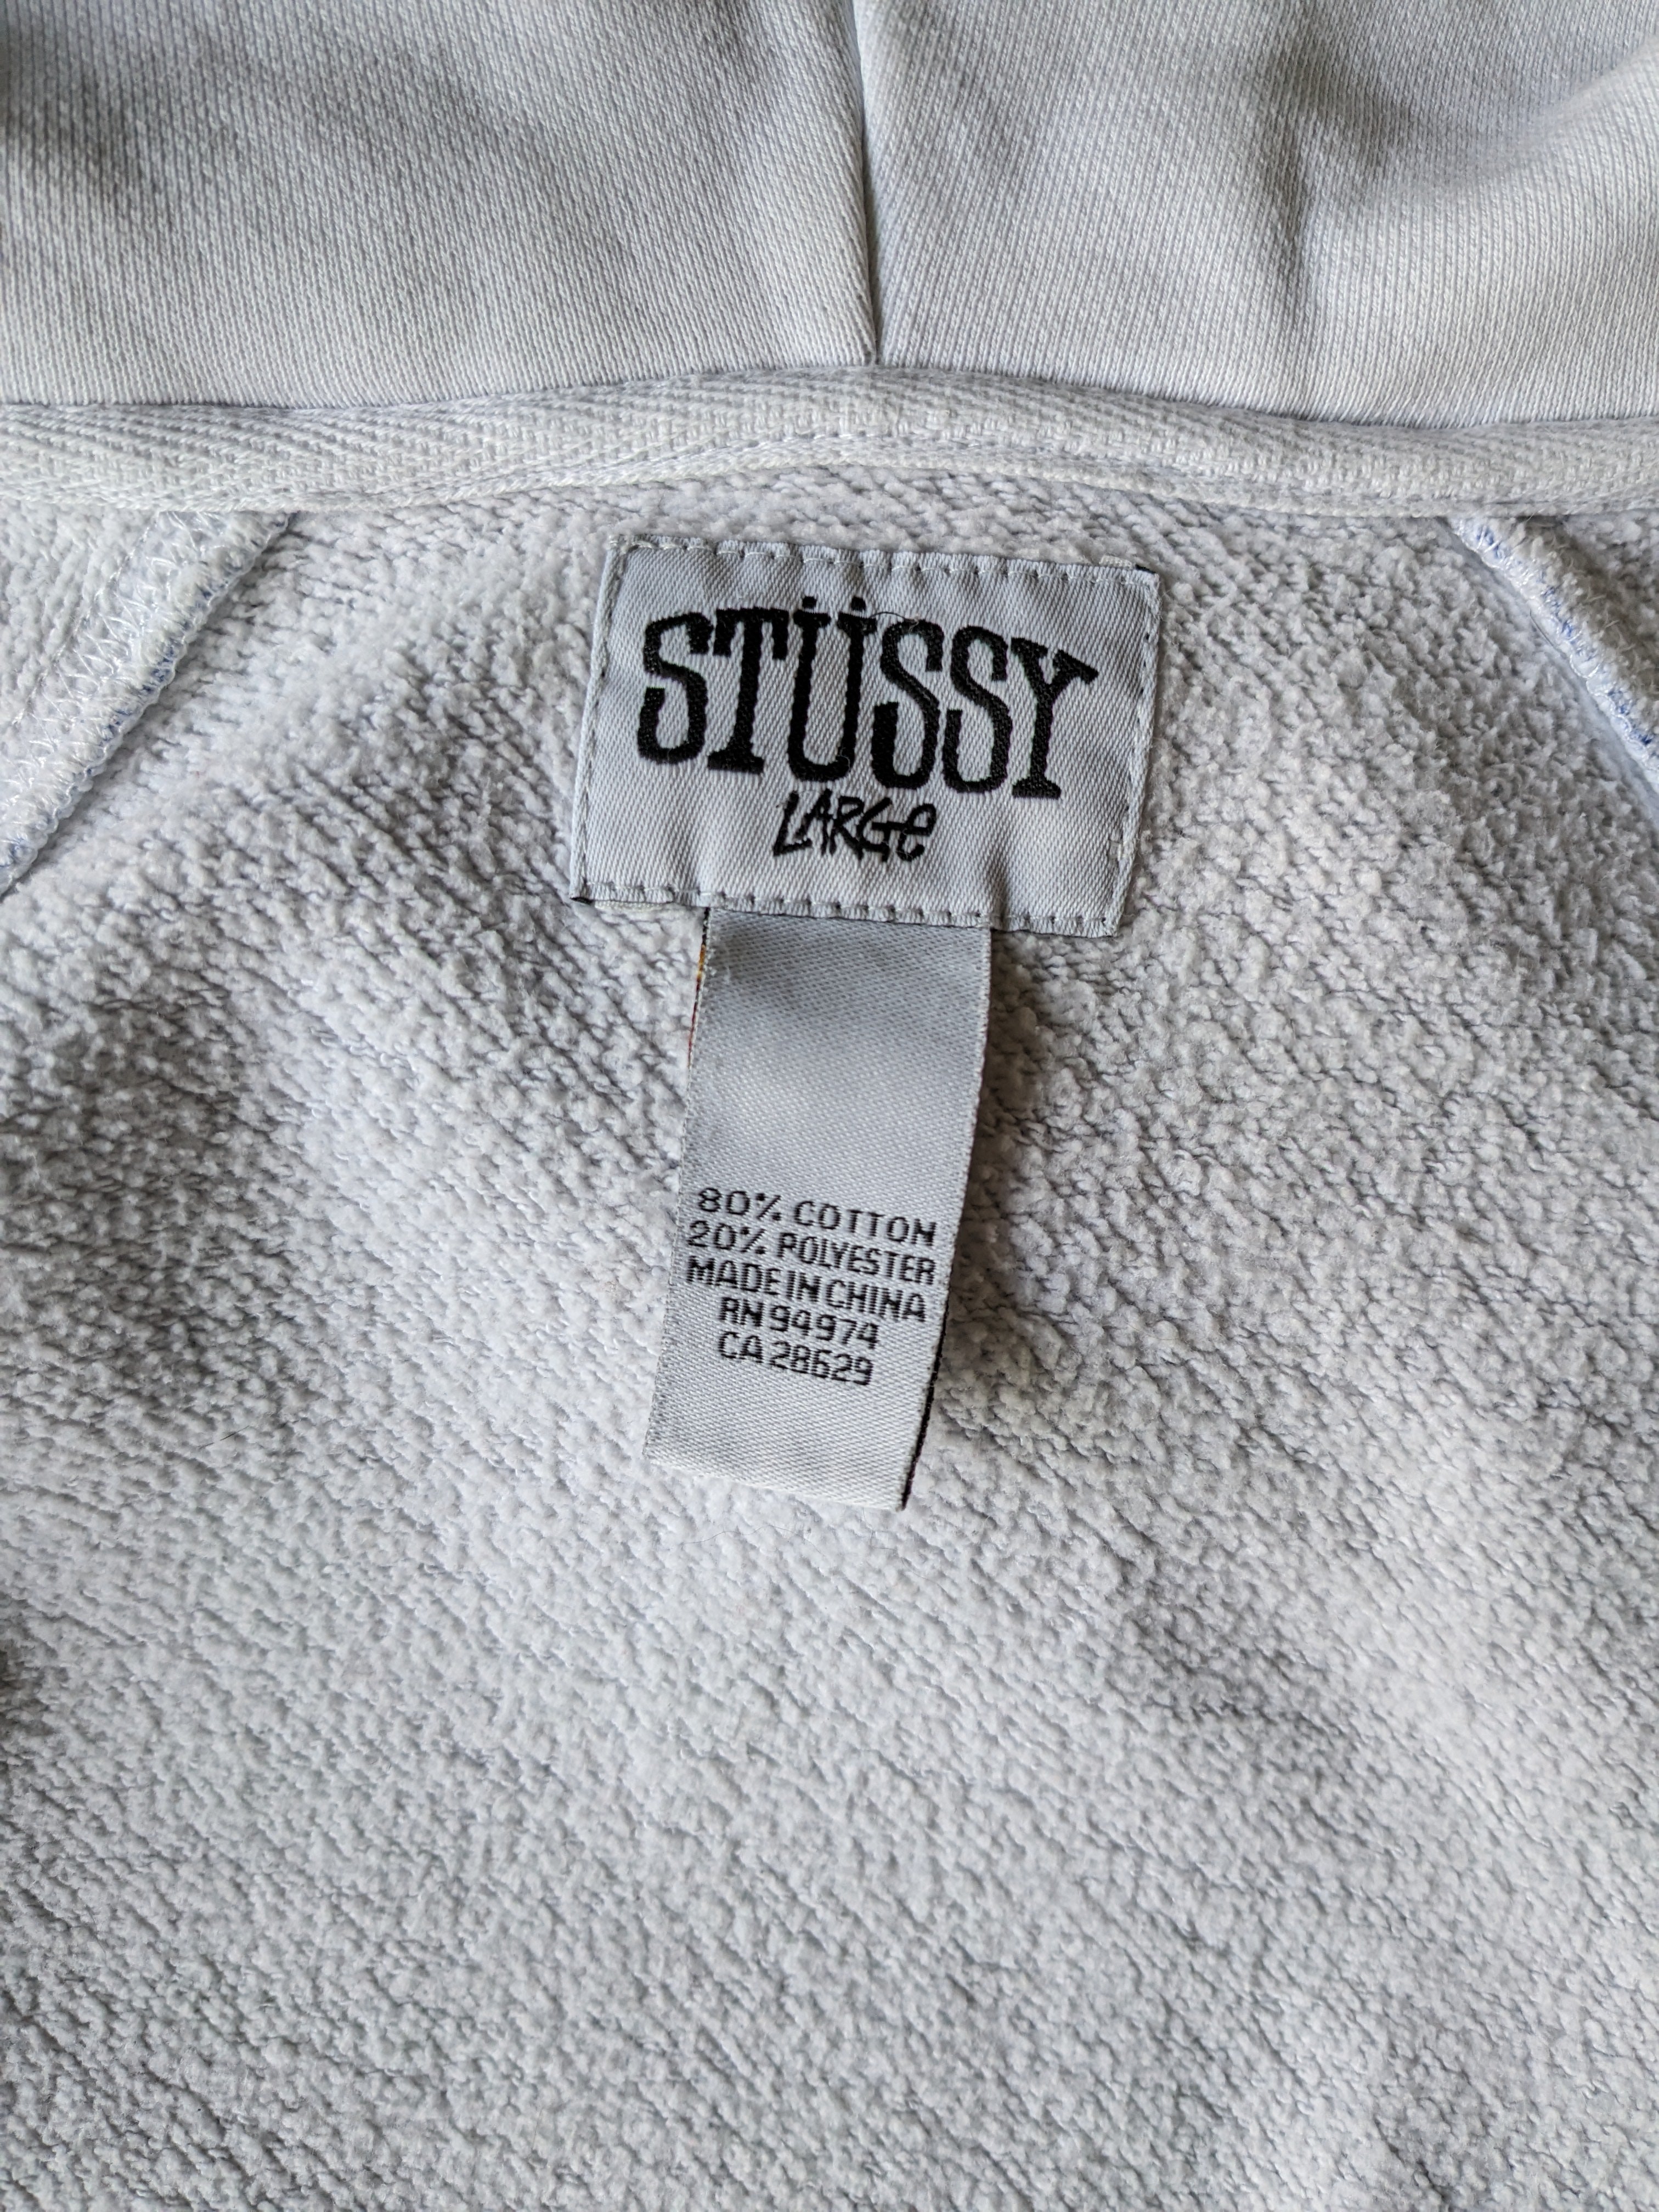 STÜSSY
LARGe
80% COTTON
20% POLYESTER
MADE IN CHINA
RN 94974
CA 28629